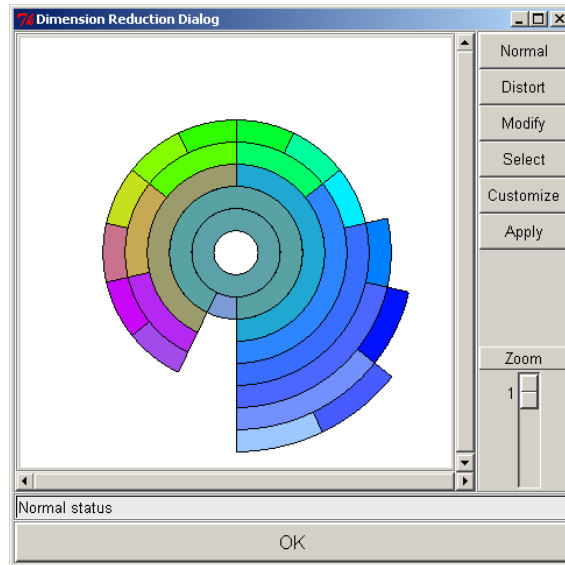 Dimension Reduction Dialog
Normal
Distort
Modify
Select
Customize
Apply
Zoom
1
Normal status
OK